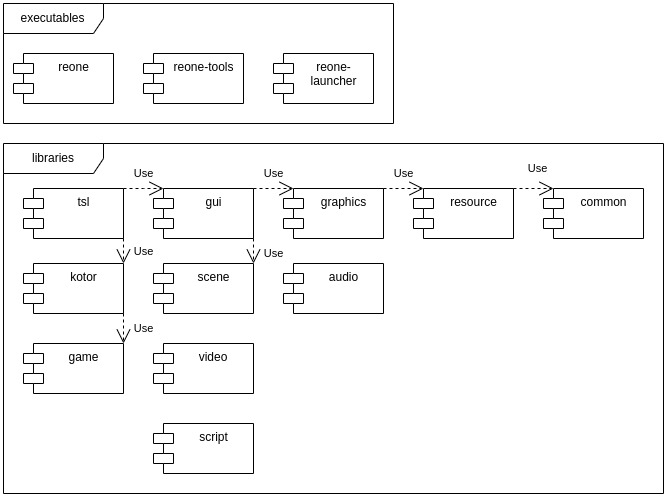 executables
reone
reone-tools
reone-
launcher
libraries
Use
Use
Use
Use
tsl
gui
graphics
resource
common
Use
Use
kotor
scene
audio
Use
game
video
script